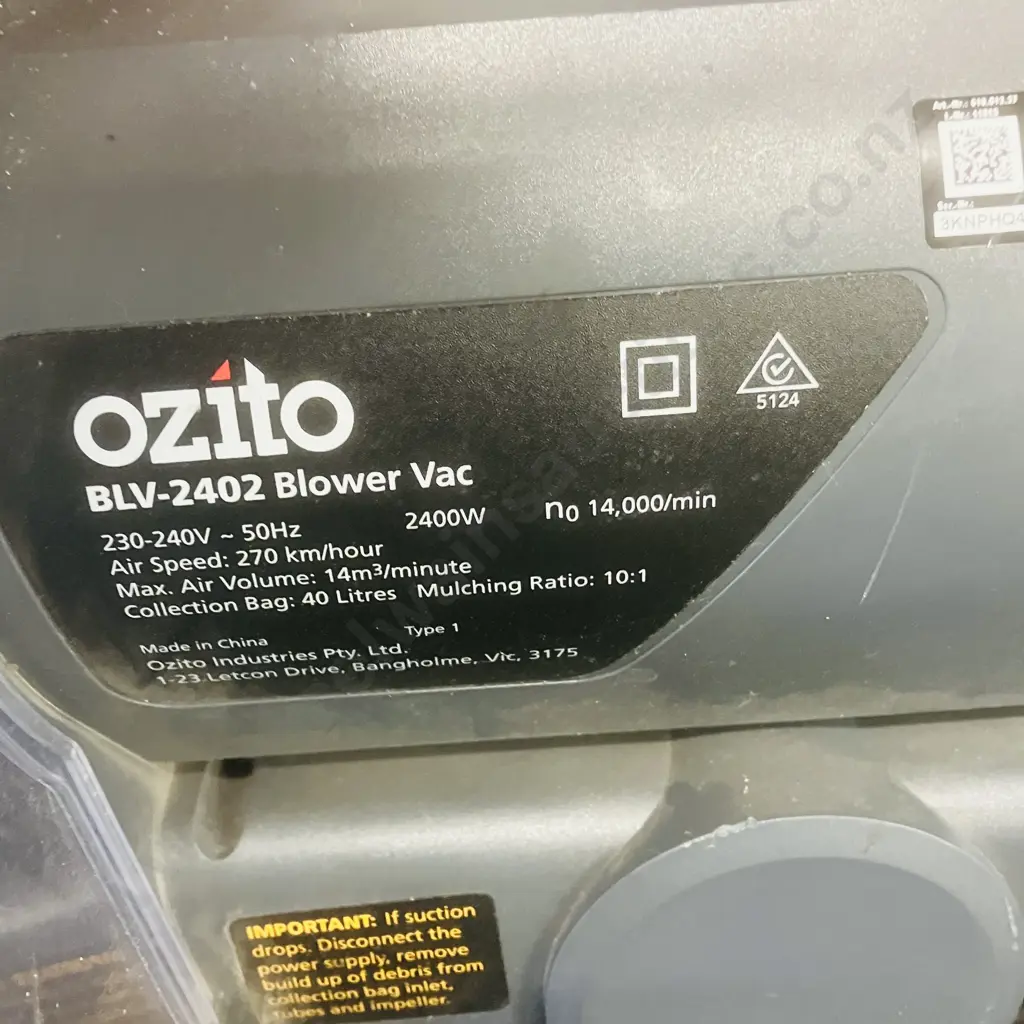 Ser.-Nr.:
3KNPHQ4
ozito
5124
BLV-2402 Blower Vac
230-240V ~ 50Hz 2400W n0 14,000/min
Air Speed: 270 km/hour
Max. Air Volume: 14m³/minute
Collection Bag: 40 Litres Mulching Ratio: 10:1
Made in China Type 1
Ozito Industries Pty. Ltd.
1-23 Letcon Drive, Bangholme, Vic, 3175
IMPORTANT: If suction
drops. Disconnect the
power supply, remove
build up of debris from
collection bag inlet,
tubes and impeller.